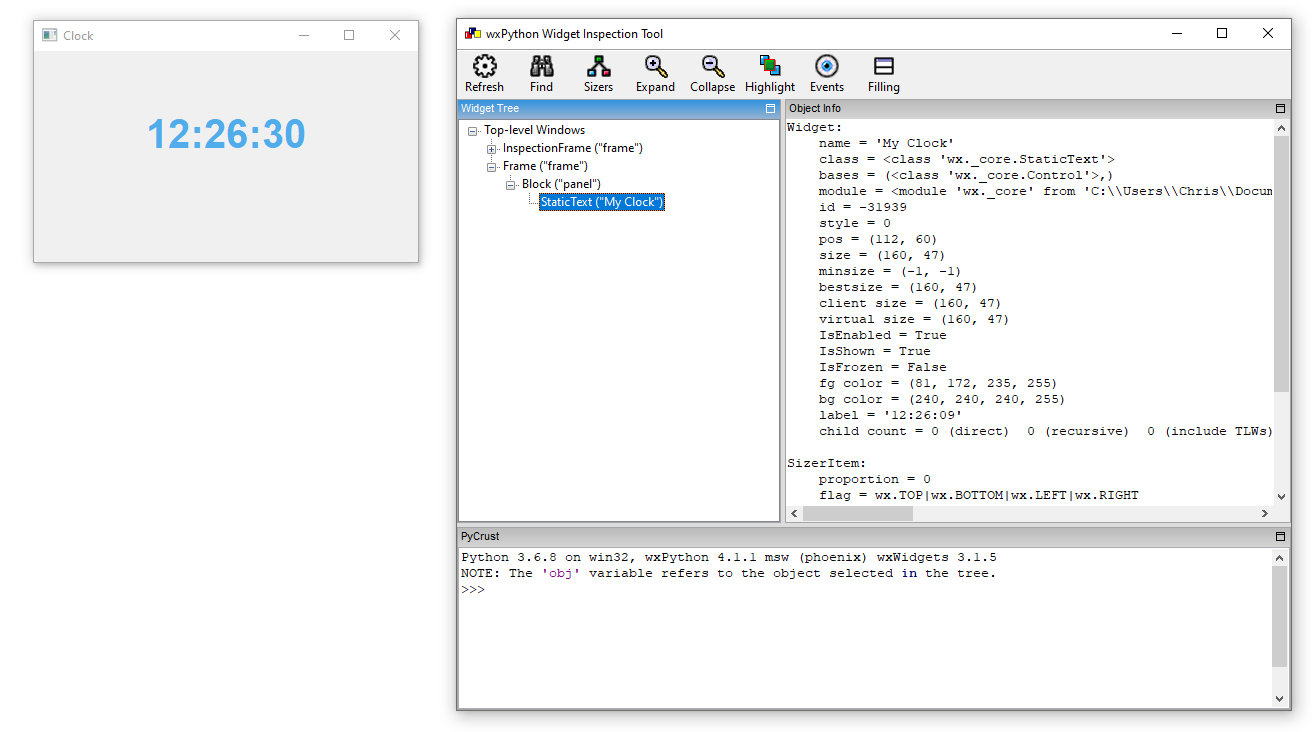 Clock
12:26:30
wxPython Widget Inspection Tool
Refresh Find Sizers Expand Collapse Highlight Events Filling
Widget Tree
Top-level Windows
InspectionFrame ("frame")
Frame ("frame")
Block ("panel")
StaticText ("My Clock")
Object Info
Widget:
name = 'My Clock'
class = <class 'wx._core.StaticText'>
bases = (<class 'wx._core.Control'>,)
module = <module 'wx._core' from 'C:\\Users\\Chris\\Docum
id = -31939
style = 0
pos = (112, 60)
size = (160, 47)
minsize = (-1, -1)
bestsize = (160, 47)
client size = (160, 47)
virtual size = (160, 47)
IsEnabled = True
IsShown = True
IsFrozen = False
fg color = (81, 172, 235, 255)
bg color = (240, 240, 240, 255)
label = '12:26:09'
child count = 0 (direct)  0 (recursive)  0 (include TLWs)
SizerItem:
proportion = 0
flag = wx.TOP|wx.BOTTOM|wx.LEFT|wx.RIGHT
PyCrust
Python 3.6.8 on win32, wxPython 4.1.1 msw (phoenix) wxWidgets 3.1.5
NOTE: The 'obj' variable refers to the object selected in the tree.
>>>